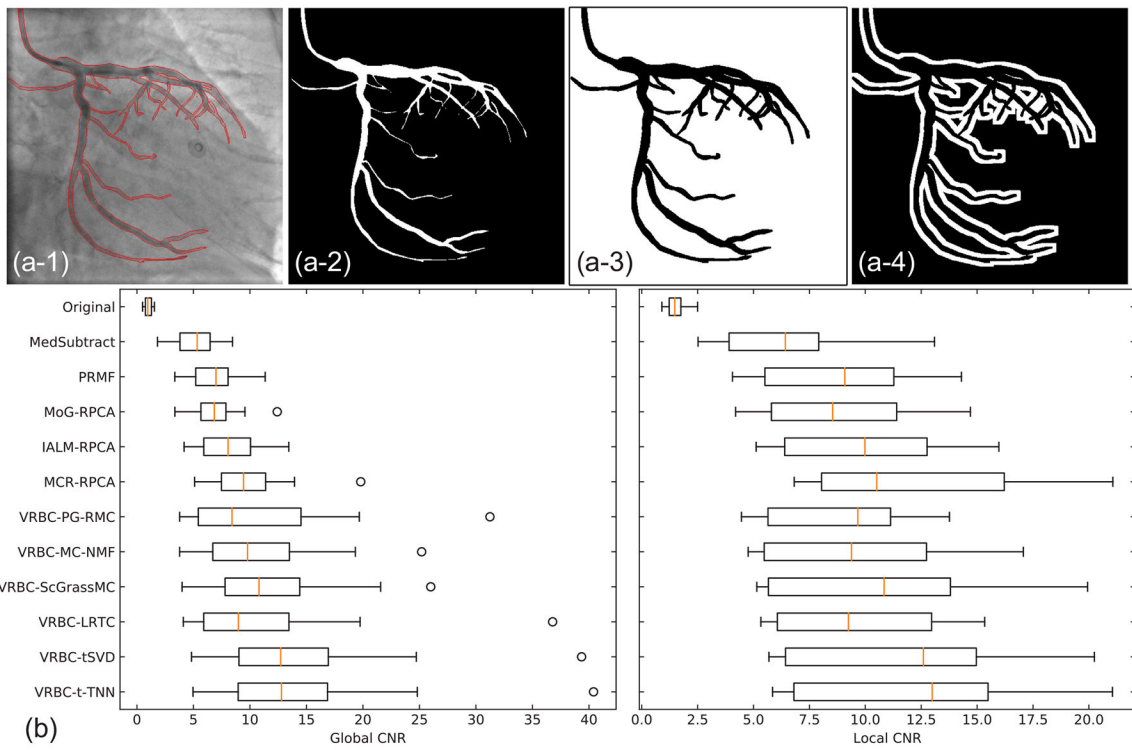 (a-1) (a-2) (a-3) (a-4)
Original
MedSubtract
PRMF
MoG-RPCA
IALM-RPCA
MCR-RPCA
VRBC-PG-RMC
VRBC-MC-NMF
VRBC-ScGrassMC
VRBC-LRTC
VRBC-tSVD
VRBC-t-TNN
0 5 10 15 20 25 30 35 40
0.0 2.5 5.0 7.5 10.0 12.5 15.0 17.5 20.0
(b) Global CNR Local CNR